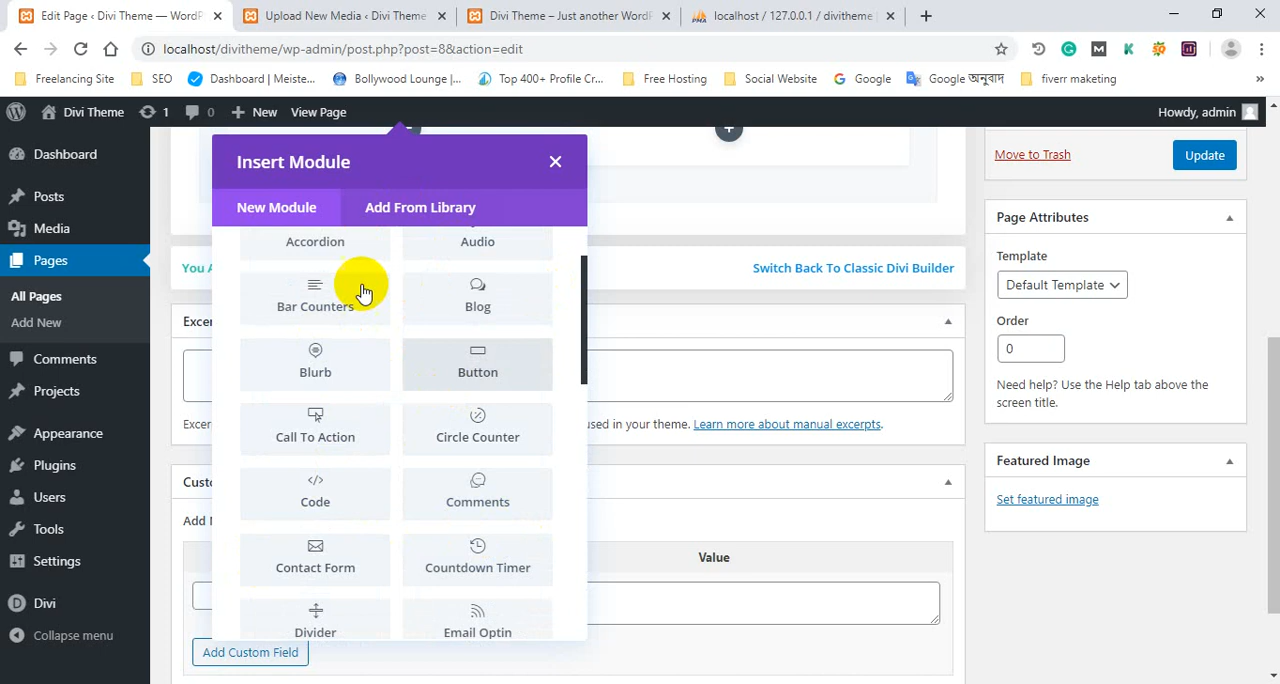 Edit Page ‹ Divi Theme — WordP
Upload New Media ‹ Divi Theme
Divi Theme – Just another WordP
localhost / 127.0.0.1 / divitheme
localhost/divitheme/wp-admin/post.php?post=8&action=edit
Freelancing Site
SEO
Dashboard | Meiste...
Bollywood Lounge |...
Top 400+ Profile Cr...
Free Hosting
Social Website
Google
Google অনুবাদ
fiverr maketing
Divi Theme
1
0
New
View Page
Howdy, admin
Dashboard
Posts
Media
Pages
All Pages
Add New
Comments
Projects
Appearance
Plugins
Users
Tools
Settings
Divi
Collapse menu
Insert Module
New Module
Add From Library
Accordion
Audio
Bar Counters
Blog
Blurb
Button
Call To Action
Circle Counter
Code
Comments
Contact Form
Countdown Timer
Divider
Email Optin
You A
Switch Back To Classic Divi Builder
Excer
Excer
used in your theme. Learn more about manual excerpts.
Custo
Add N
Value
Add Custom Field
Move to Trash
Update
Page Attributes
Template
Default Template
Order
0
Need help? Use the Help tab above the
screen title.
Featured Image
Set featured image